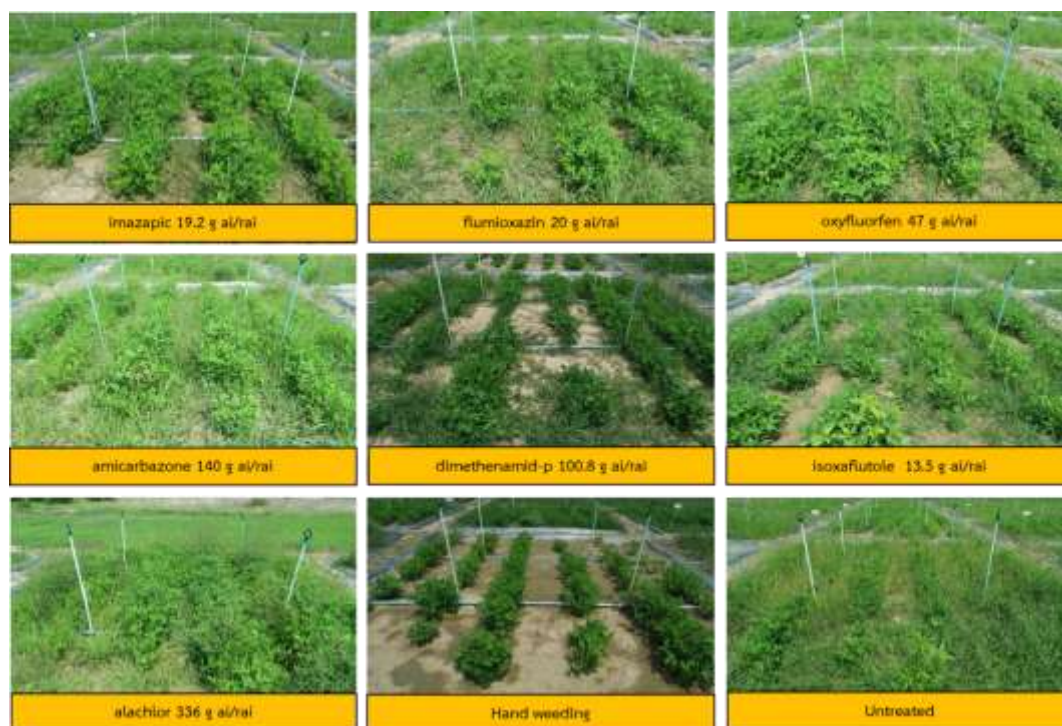 imazapic 19.2 g ai/rai
flumioxazin 20 g ai/rai
oxyfluorfen 47 g ai/rai
amicarbazone 140 g ai/rai
dimethenamid-p 100.8 g ai/rai
isoxaflutole 13.5 g ai/rai
alachlor 336 g ai/rai
Hand weeding
Untreated